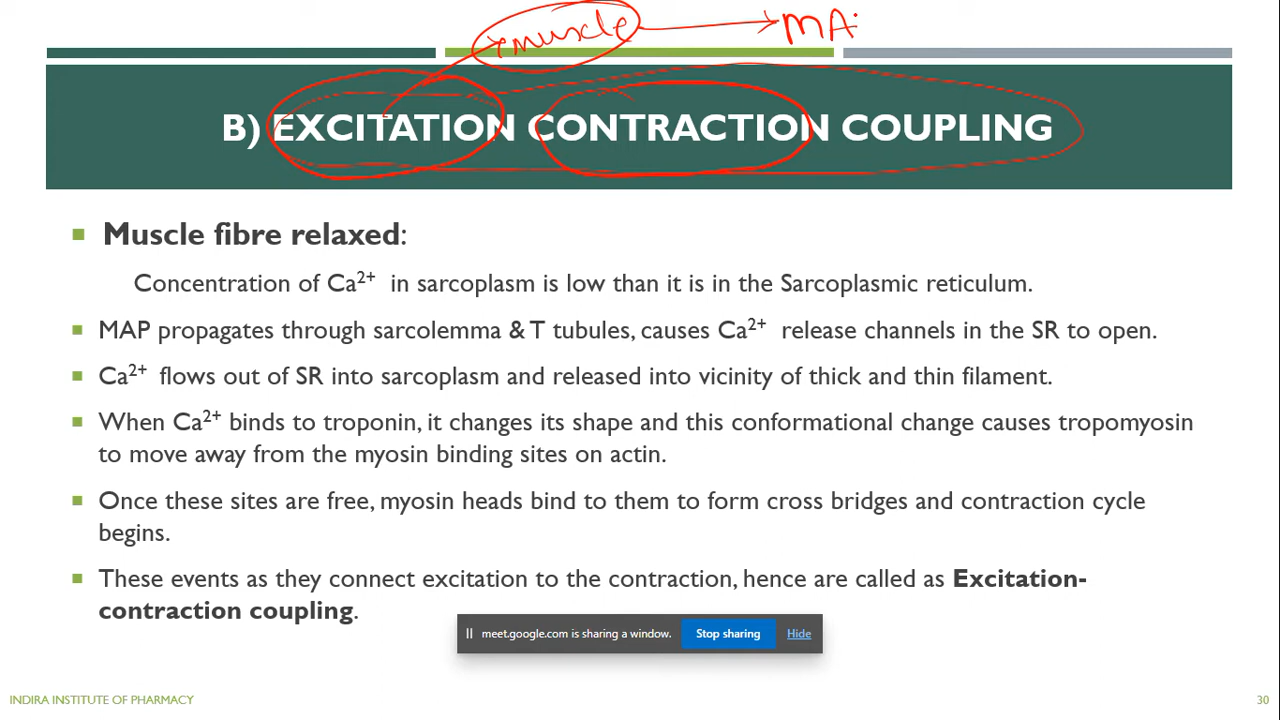 muscle → MA
B) EXCITATION CONTRACTION COUPLING
Muscle fibre relaxed:
Concentration of Ca²⁺ in sarcoplasm is low than it is in the Sarcoplasmic reticulum.
MAP propagates through sarcolemma & T tubules, causes Ca²⁺ release channels in the SR to open.
Ca²⁺ flows out of SR into sarcoplasm and released into vicinity of thick and thin filament.
When Ca²⁺ binds to troponin, it changes its shape and this conformational change causes tropomyosin
to move away from the myosin binding sites on actin.
Once these sites are free, myosin heads bind to them to form cross bridges and contraction cycle
begins.
These events as they connect excitation to the contraction, hence are called as Excitation-
contraction coupling.
meet.google.com is sharing a window. Stop sharing Hide
INDIRA INSTITUTE OF PHARMACY 30